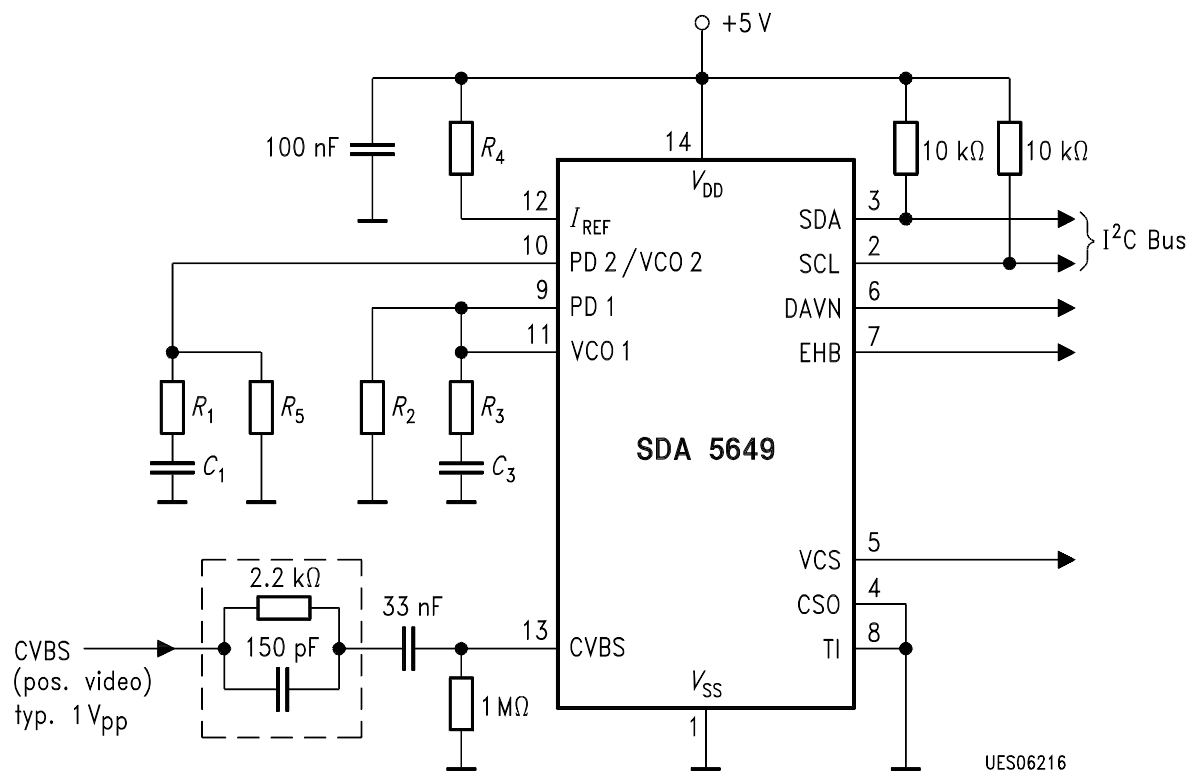 +5 V
100 nF
R4
14
VDD
10 kΩ
10 kΩ
12
IREF
SDA
3
I²C Bus
10
PD 2/VCO 2
SCL
2
9
PD 1
DAVN
6
11
VCO 1
EHB
7
R1
R5
R2
R3
C1
C3
SDA 5649
VCS
5
2.2 kΩ
150 pF
33 nF
CSO
4
CVBS
(pos. video)
typ. 1 Vpp
13
CVBS
TI
8
1 MΩ
VSS
1
UES06216